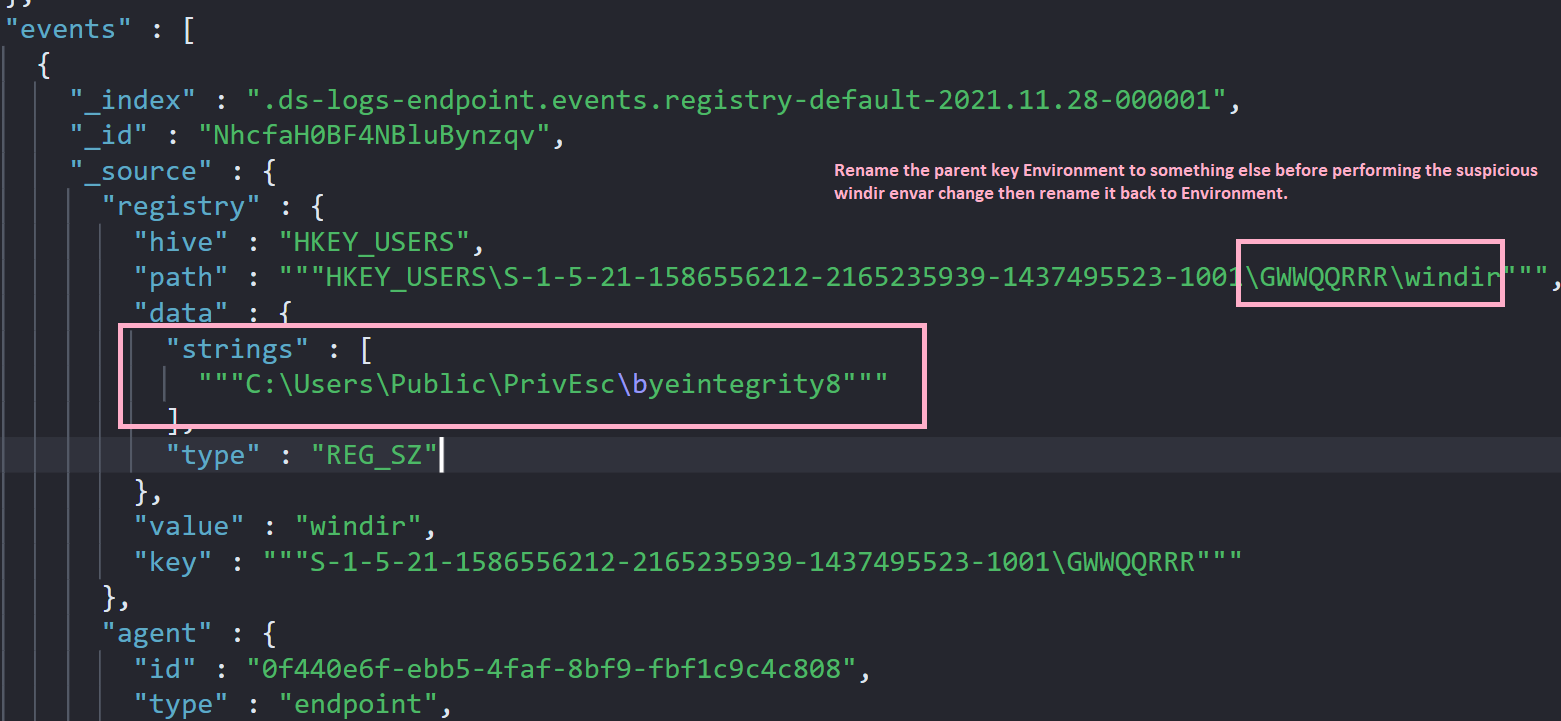 "events" : [
{
"_index" : ".ds-logs-endpoint.events.registry-default-2021.11.28-000001",
"_id" : "NhcfaH0BF4NBluBynzqv",
"_source" : {
Rename the parent key Environment to something else before performing the suspicious
windir envar change then rename it back to Environment.
"registry" : {
"hive" : "HKEY_USERS",
"path" : """HKEY_USERS\S-1-5-21-1586556212-2165235939-1437495523-1001\GWWQQRRR\windir""",
"data" : {
"strings" : [
"""C:\Users\Public\PrivEsc\byeintegrity8"""
],
"type" : "REG_SZ"
},
"value" : "windir",
"key" : """S-1-5-21-1586556212-2165235939-1437495523-1001\GWWQQRRR"""
},
"agent" : {
"id" : "0f440e6f-ebb5-4faf-8bf9-fbf1c9c4c808",
"type" : "endpoint",